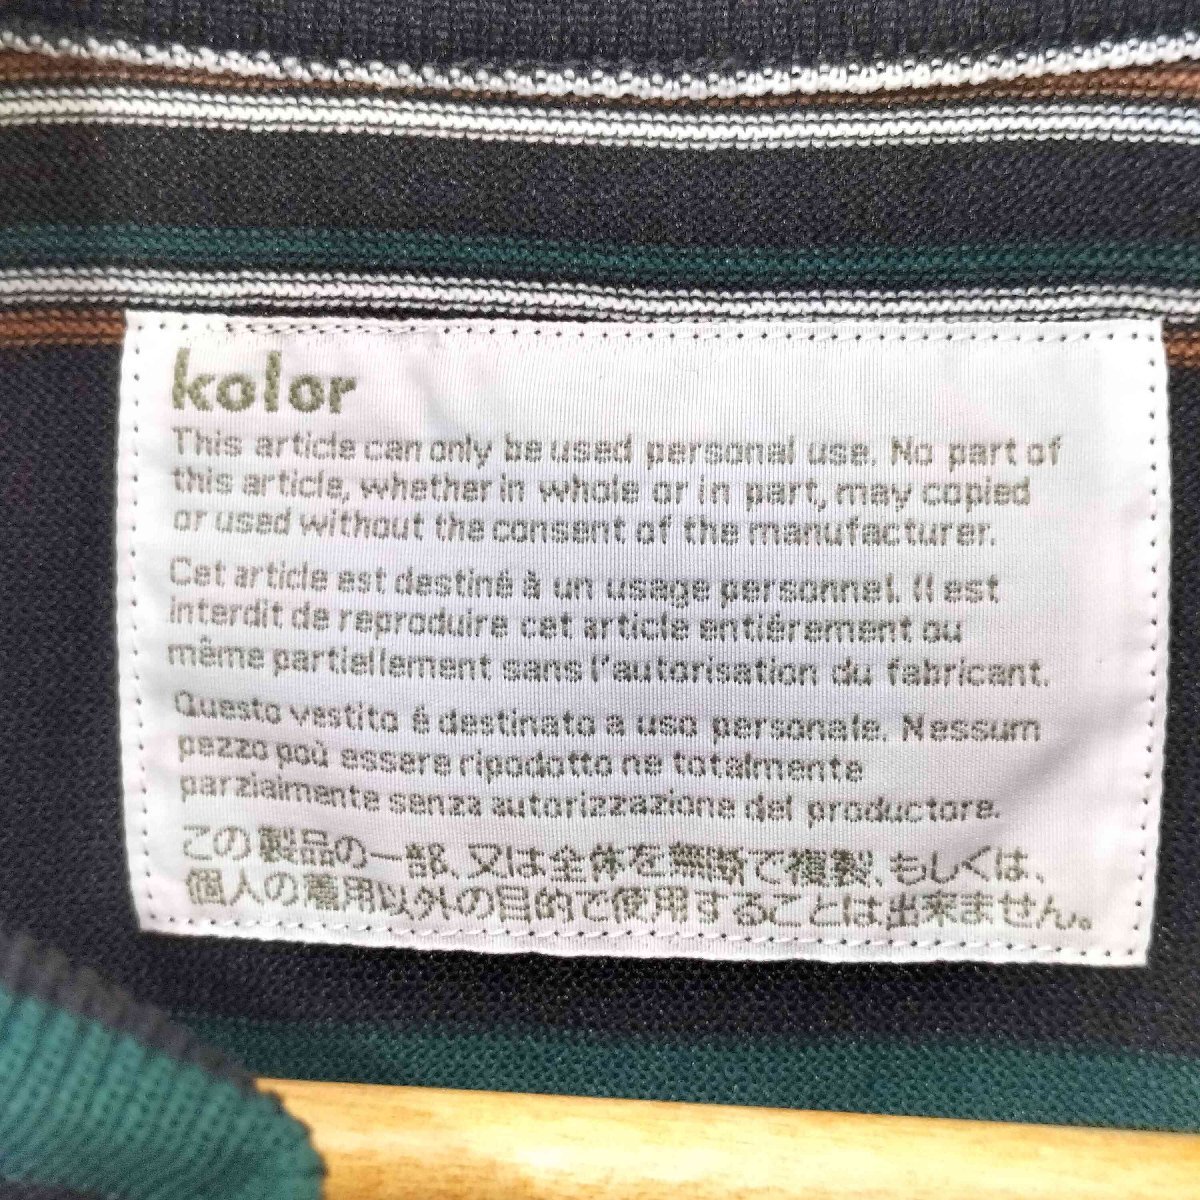 kolor
This article can only be used personal use. No part of
this article, whether in whole or in part, may copied
or used without the consent of the manufacturer.
Cet article est destiné à un usage personnel. Il est
interdit de reproduire cet article entiérement ou
même partiellement sans l'autorisation du fabricant.
Questo vestito é destinato a uso personale. Nessum
pezzo poù essere ripodotto ne totalmente
parzialmente senza autorizzazione del productore.
この製品の一部、又は全体を無断で複製、もしくは、
個人の着用以外の目的で使用することは出来ません。